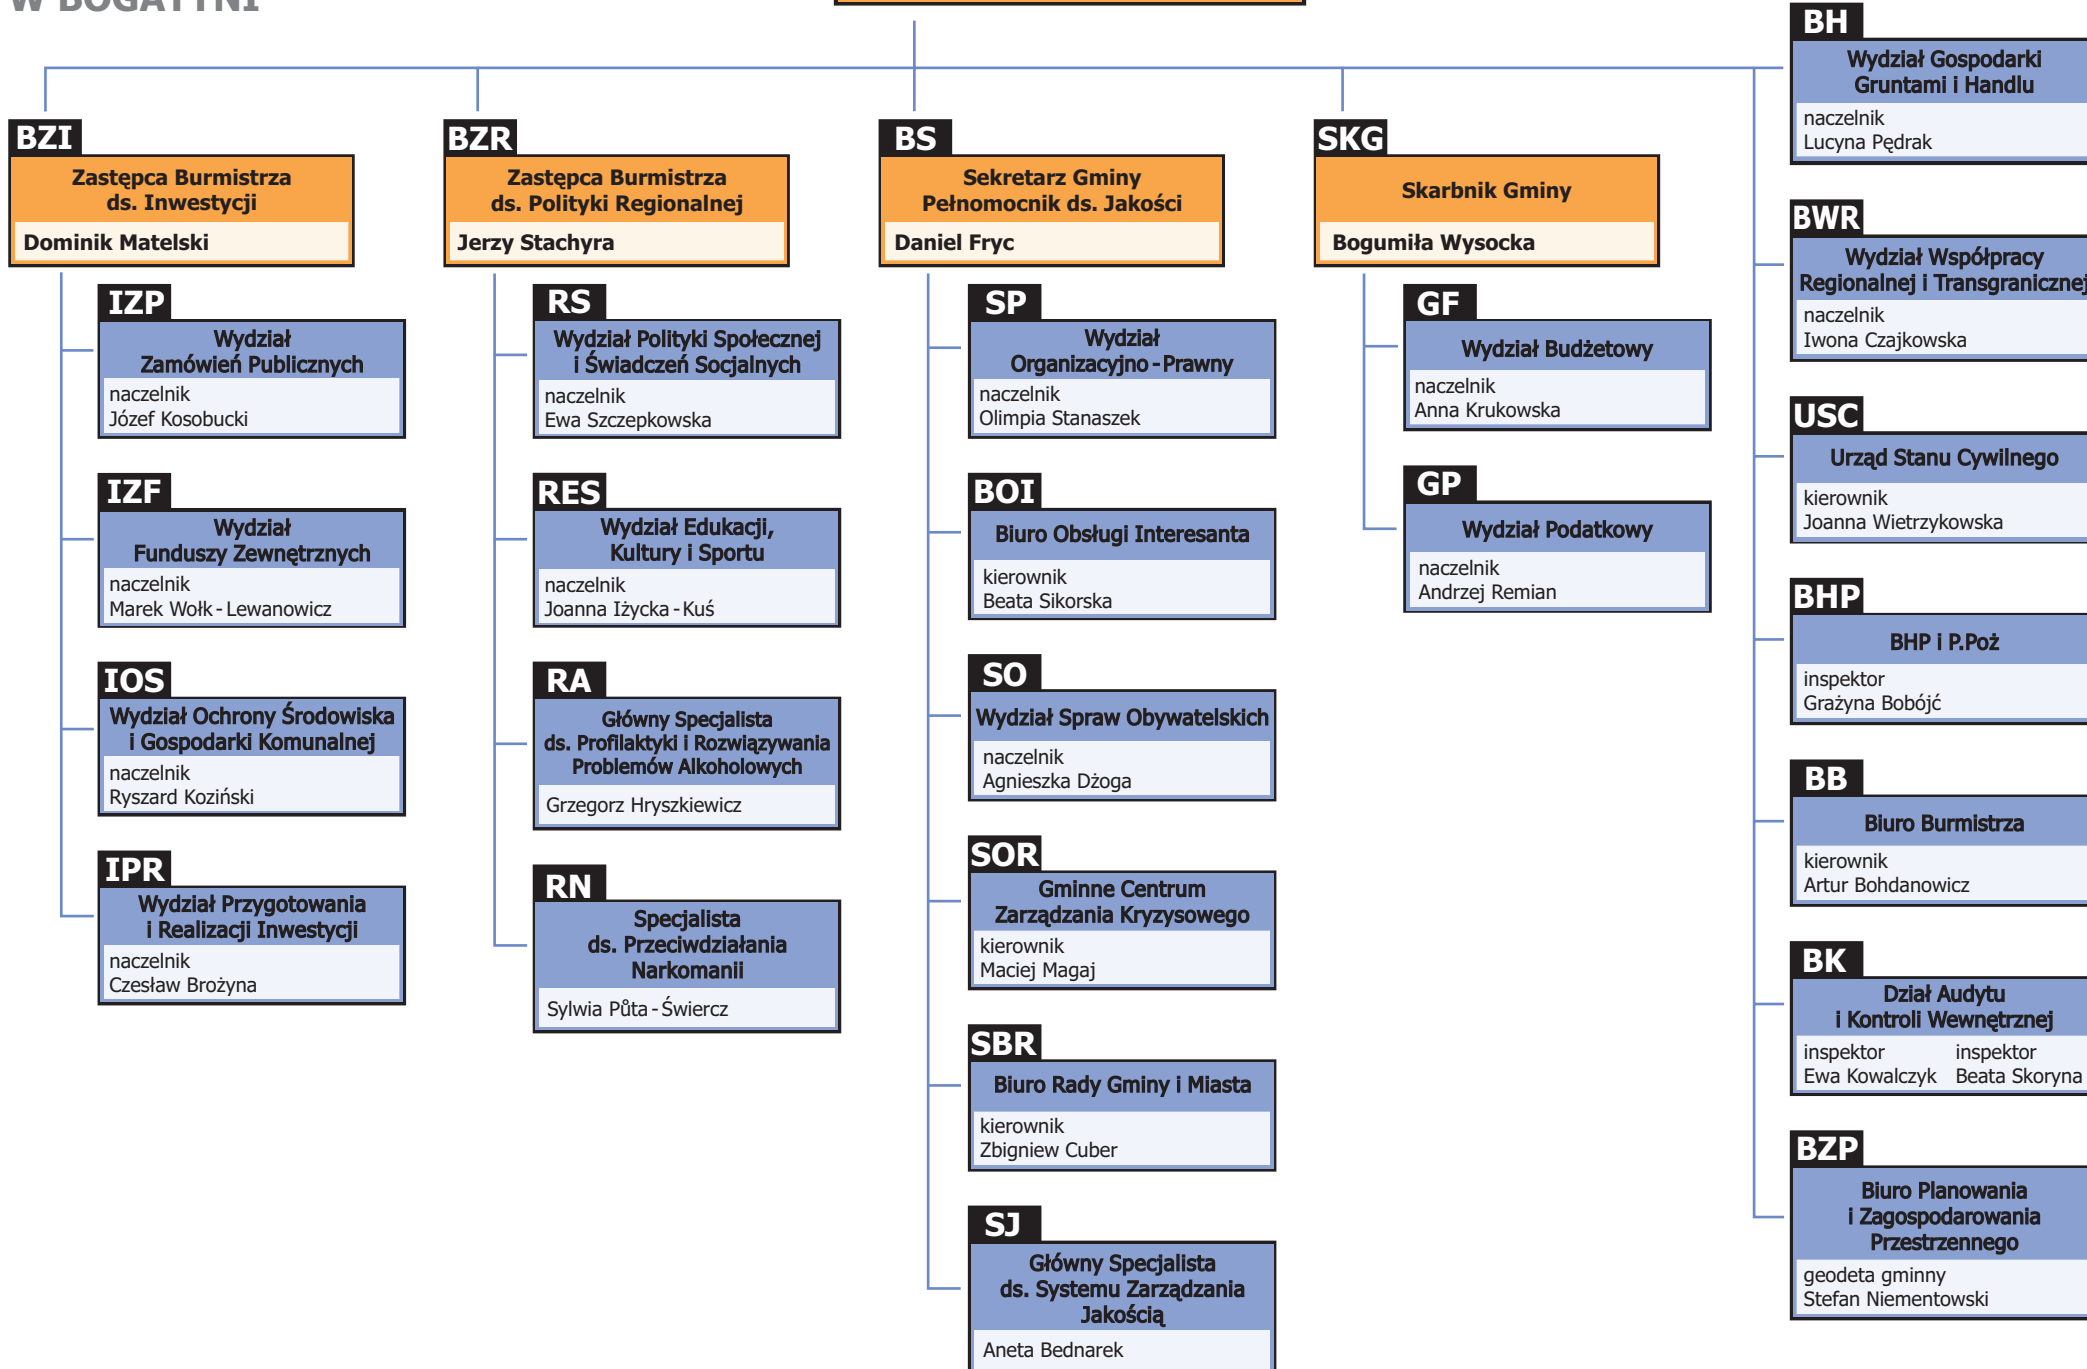 W BOGATYNI
BZI
Zastępca Burmistrza
ds. Inwestycji
Dominik Matelski
IZP
Wydział
Zamówień Publicznych
naczelnik
Józef Kosobucki
IZF
Wydział
Funduszy Zewnętrznych
naczelnik
Marek Wołk-Lewanowicz
IOS
Wydział Ochrony Środowiska
i Gospodarki Komunalnej
naczelnik
Ryszard Koziński
IPR
Wydział Przygotowania
i Realizacji Inwestycji
naczelnik
Czesław Brożyna
BZR
Zastępca Burmistrza
ds. Polityki Regionalnej
Jerzy Stachyra
RS
Wydział Polityki Społecznej
i Świadczeń Socjalnych
naczelnik
Ewa Szczepkowska
RES
Wydział Edukacji,
Kultury i Sportu
naczelnik
Joanna Iżycka-Kuś
RA
Główny Specjalista
ds. Profilaktyki i Rozwiązywania
Problemów Alkoholowych
Grzegorz Hryszkiewicz
RN
Specjalista
ds. Przeciwdziałania
Narkomanii
Sylwia Půta-Świercz
BS
Sekretarz Gminy
Pełnomocnik ds. Jakości
Daniel Fryc
SP
Wydział
Organizacyjno-Prawny
naczelnik
Olimpia Stanaszek
BOI
Biuro Obsługi Interesanta
kierownik
Beata Sikorska
SO
Wydział Spraw Obywatelskich
naczelnik
Agnieszka Dżoga
SOR
Gminne Centrum
Zarządzania Kryzysowego
kierownik
Maciej Magaj
SBR
Biuro Rady Gminy i Miasta
kierownik
Zbigniew Cuber
SJ
Główny Specjalista
ds. Systemu Zarządzania
Jakością
Aneta Bednarek
SKG
Skarbnik Gminy
Bogumiła Wysocka
GF
Wydział Budżetowy
naczelnik
Anna Krukowska
GP
Wydział Podatkowy
naczelnik
Andrzej Remian
BH
Wydział Gospodarki
Gruntami i Handlu
naczelnik
Lucyna Pędrak
BWR
Wydział Współpracy
Regionalnej i Transgranicznej
naczelnik
Iwona Czajkowska
USC
Urząd Stanu Cywilnego
kierownik
Joanna Wietrzykowska
BHP
BHP i P.Poż
inspektor
Grażyna Bobójć
BB
Biuro Burmistrza
kierownik
Artur Bohdanowicz
BK
Dział Audytu
i Kontroli Wewnętrznej
inspektor inspektor
Ewa Kowalczyk Beata Skoryna
BZP
Biuro Planowania
i Zagospodarowania
Przestrzennego
geodeta gminny
Stefan Niementowski